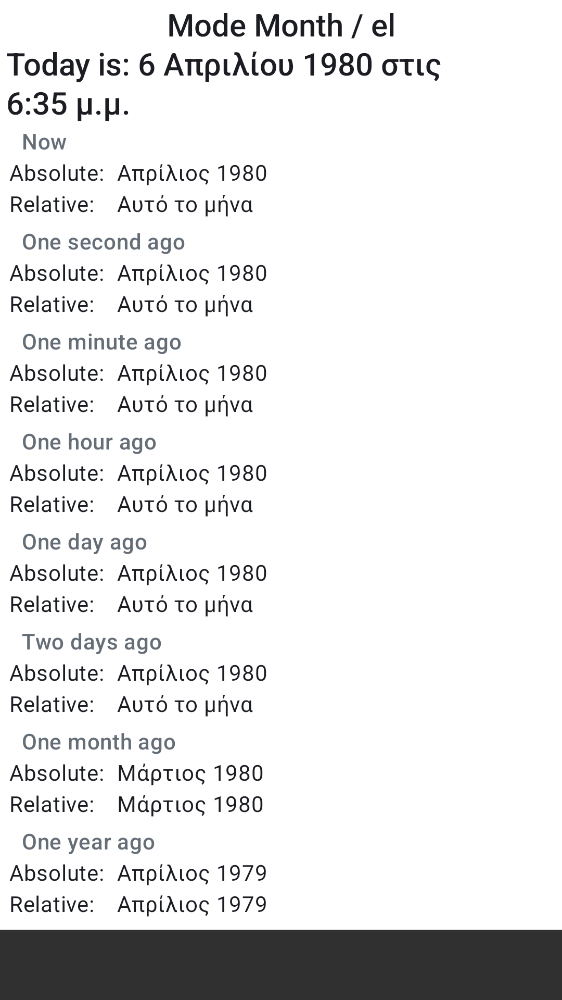 Mode Month / el
Today is: 6 Απριλίου 1980 στις
6:35 μ.μ.
Now
Absolute: Απρίλιος 1980
Relative: Αυτό το μήνα
One second ago
Absolute: Απρίλιος 1980
Relative: Αυτό το μήνα
One minute ago
Absolute: Απρίλιος 1980
Relative: Αυτό το μήνα
One hour ago
Absolute: Απρίλιος 1980
Relative: Αυτό το μήνα
One day ago
Absolute: Απρίλιος 1980
Relative: Αυτό το μήνα
Two days ago
Absolute: Απρίλιος 1980
Relative: Αυτό το μήνα
One month ago
Absolute: Μάρτιος 1980
Relative: Μάρτιος 1980
One year ago
Absolute: Απρίλιος 1979
Relative: Απρίλιος 1979